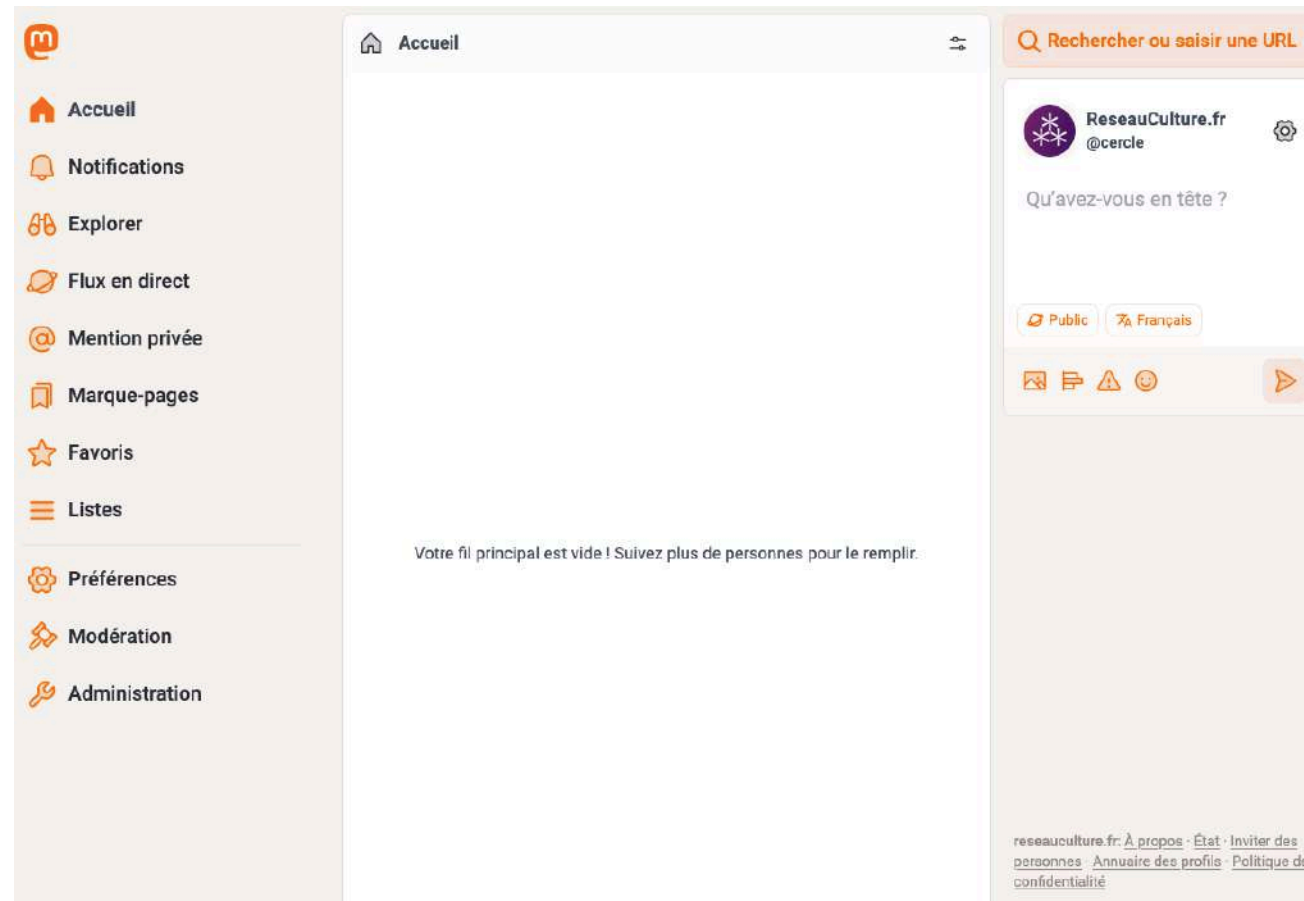 Accueil
Notifications
Explorer
Flux en direct
Mention privée
Marque-pages
Favoris
Listes
Préférences
Modération
Administration
Accueil
Votre fil principal est vide ! Suivez plus de personnes pour le remplir.
Rechercher ou saisir une URL
ReseauCulture.fr
@cercle
Qu'avez-vous en tête ?
Public Français
reseauculture.fr: À propos · État · Inviter des
personnes · Annuaire des profils · Politique de
confidentialité